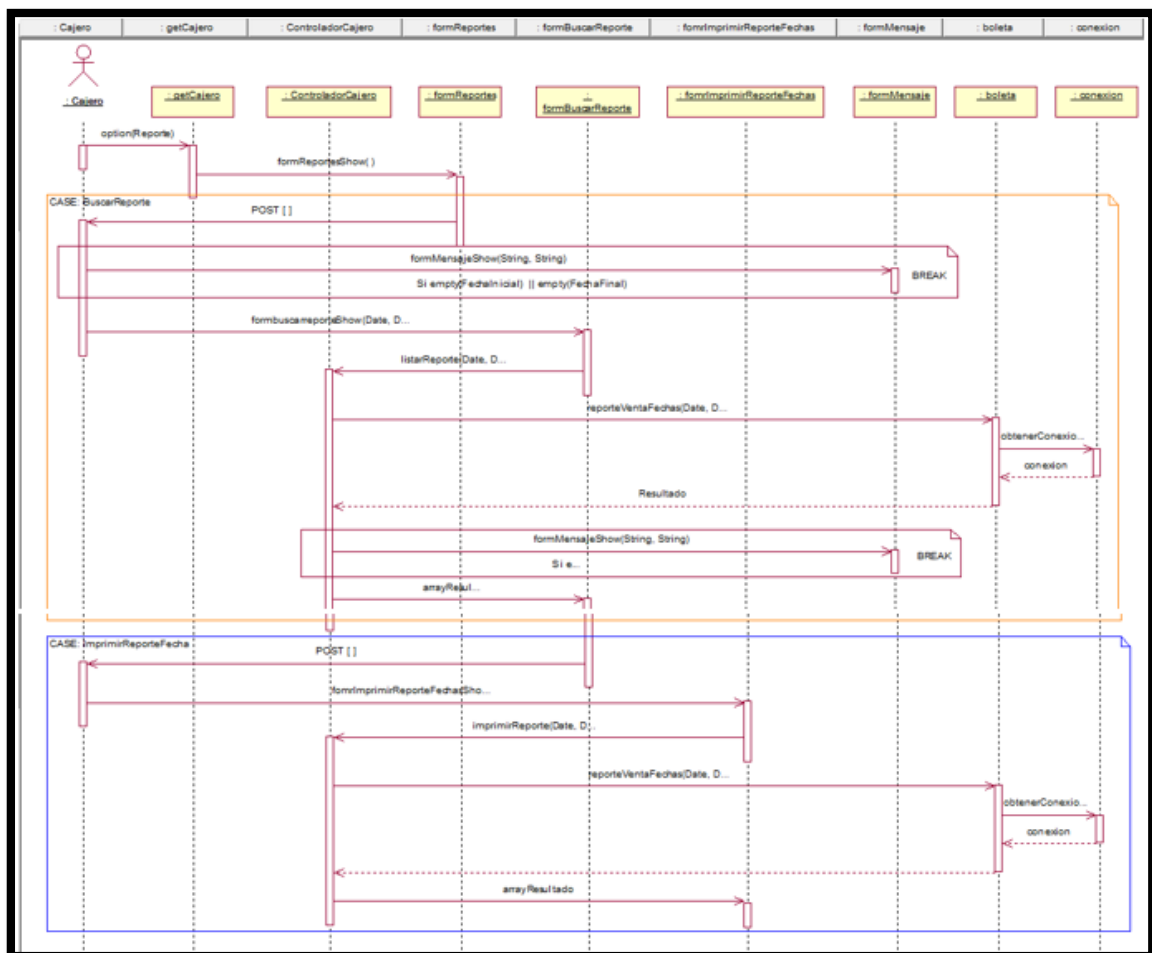 : Cajero
: getCajero
: ControladorCajero
: formReportes
: formBuscarReporte
: fomrImprimirReporteFechas
: formMensaje
: boleta
: conexion
: Cajero
: getCajero
: ControladorCajero
: formReportes
:
formBuscarReporte
: fomrImprimirReporteFechas
: formMensaje
: boleta
: conexion
option(Reporte)
formReportesShow( )
CASE: BuscarReporte
POST [ ]
formMensajeShow(String, String)
BREAK
Si empty(FechaInicial) || empty(FechaFinal)
formbuscarreporteShow(Date, D...
listarReporte(Date, D...
reporteVentaFechas(Date, D...
obtenerConexio...
conexion
Resultado
formMensajeShow(String, String)
BREAK
Si e...
arrayResul...
CASE: ImprimirReporteFecha
POST [ ]
fomrImprimirReporteFechasSho...
imprimirReporte(Date, D...
reporteVentaFechas(Date, D...
obtenerConexio...
conexion
arrayResultado